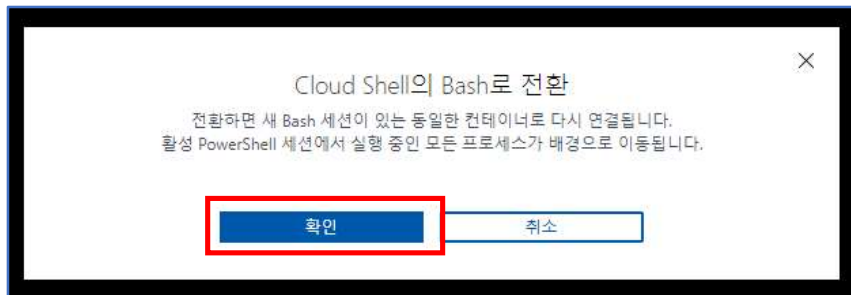 Cloud Shell의 Bash로 전환
전환하면 새 Bash 세션이 있는 동일한 컨테이너로 다시 연결됩니다.
활성 PowerShell 세션에서 실행 중인 모든 프로세스가 배경으로 이동됩니다.
확인 취소